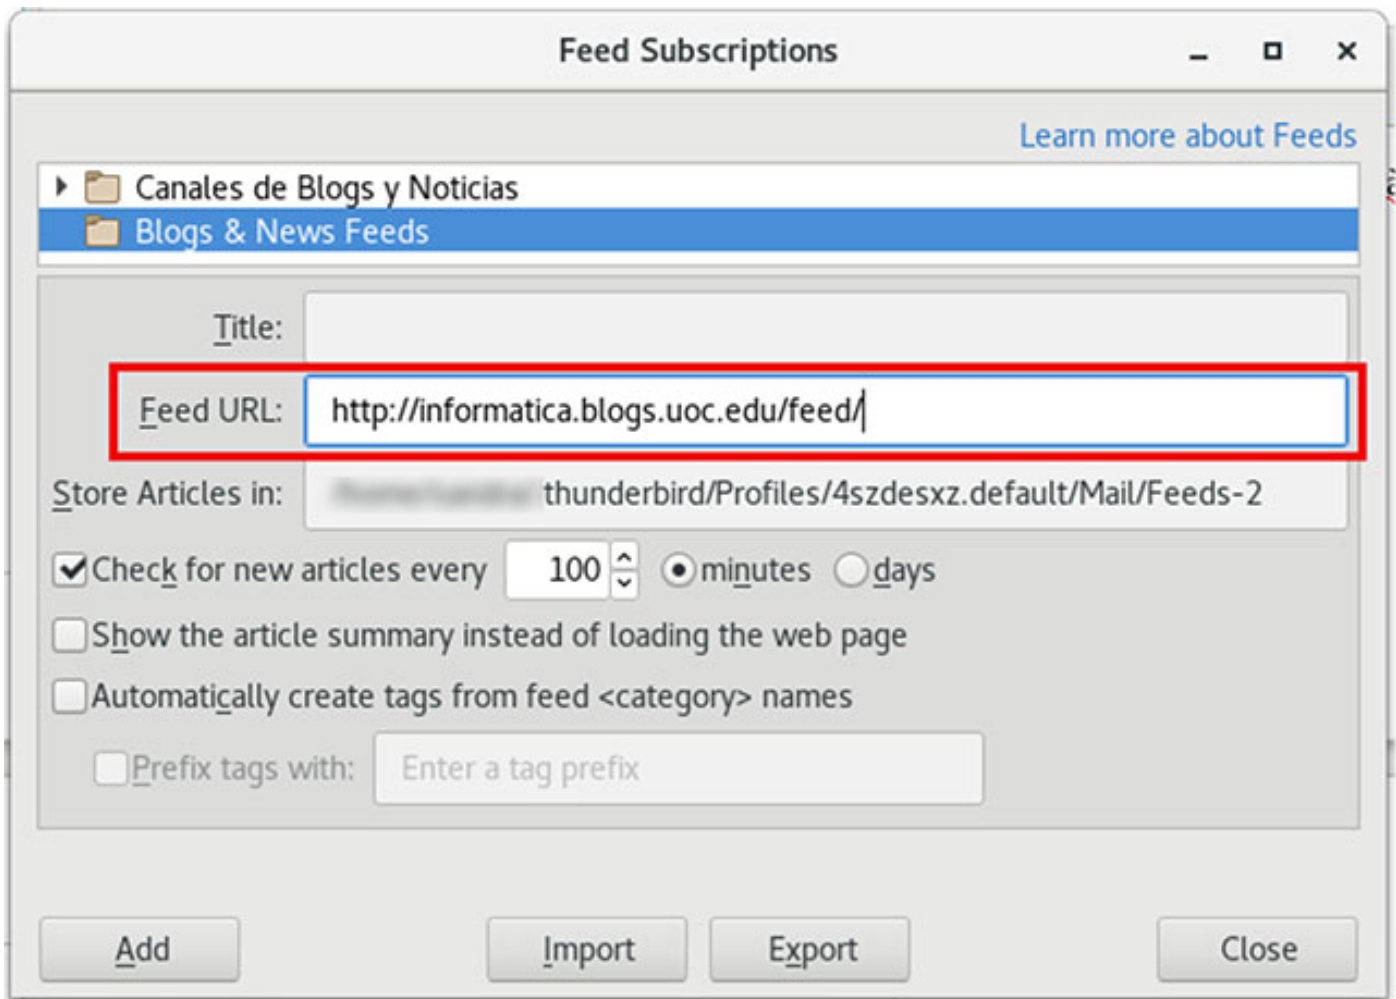 Feed Subscriptions
Learn more about Feeds
Canales de Blogs y Noticias
Blogs & News Feeds
Title:
Feed URL: http://informatica.blogs.uoc.edu/feed/
Store Articles in: thunderbird/Profiles/4szdesxz.default/Mail/Feeds-2
Check for new articles every 100 minutes days
Show the article summary instead of loading the web page
Automatically create tags from feed <category> names
Prefix tags with: Enter a tag prefix
Add Import Export Close